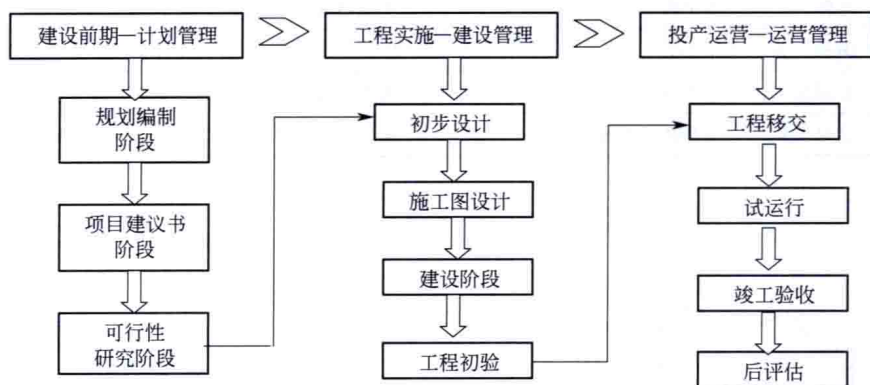 建设前期—计划管理
工程实施—建设管理
投产运营—运营管理
规划编制
阶段
项目建议书
阶段
可行性
研究阶段
初步设计
施工图设计
建设阶段
工程初验
工程移交
试运行
竣工验收
后评估